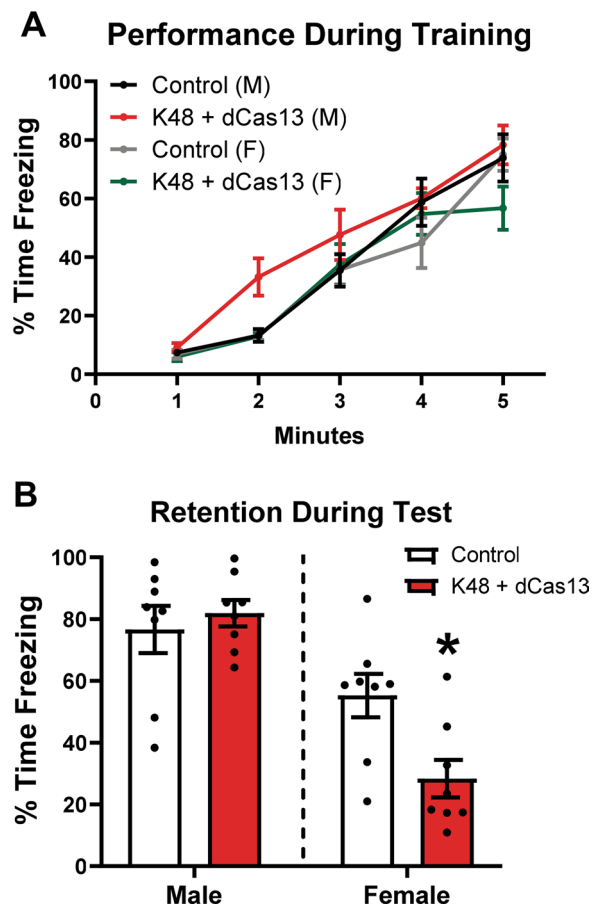 A
Performance During Training
% Time Freezing
100
80
60
40
20
0
Control (M)
K48 + dCas13 (M)
Control (F)
K48 + dCas13 (F)
0 1 2 3 4 5
Minutes
B
Retention During Test
% Time Freezing
100
80
60
40
20
0
Control
K48 + dCas13
*
Male Female